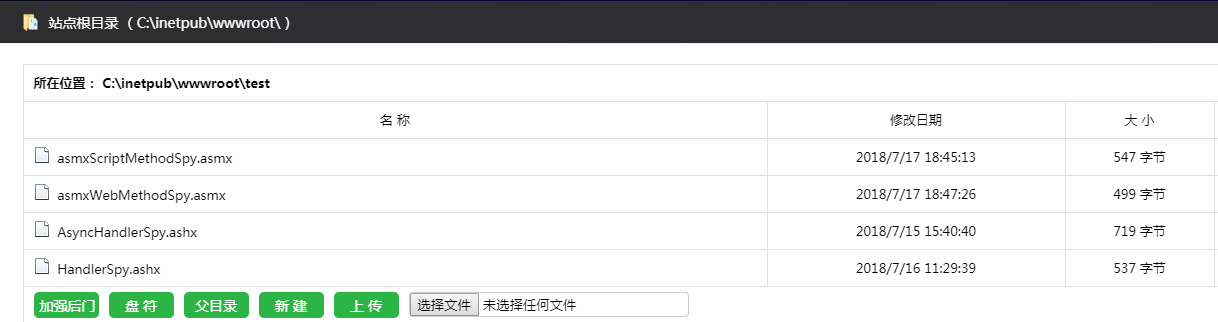 站点根目录（ C:\inetpub\wwwroot\ ）
所在位置： C:\inetpub\wwwroot\test
名 称 修改日期 大 小
asmxScriptMethodSpy.asmx 2018/7/17 18:45:13 547 字节
asmxWebMethodSpy.asmx 2018/7/17 18:47:26 499 字节
AsyncHandlerSpy.ashx 2018/7/15 15:40:40 719 字节
HandlerSpy.ashx 2018/7/16 11:29:39 537 字节
加强后门 盘 符 父目录 新 建 上 传 选择文件 未选择任何文件